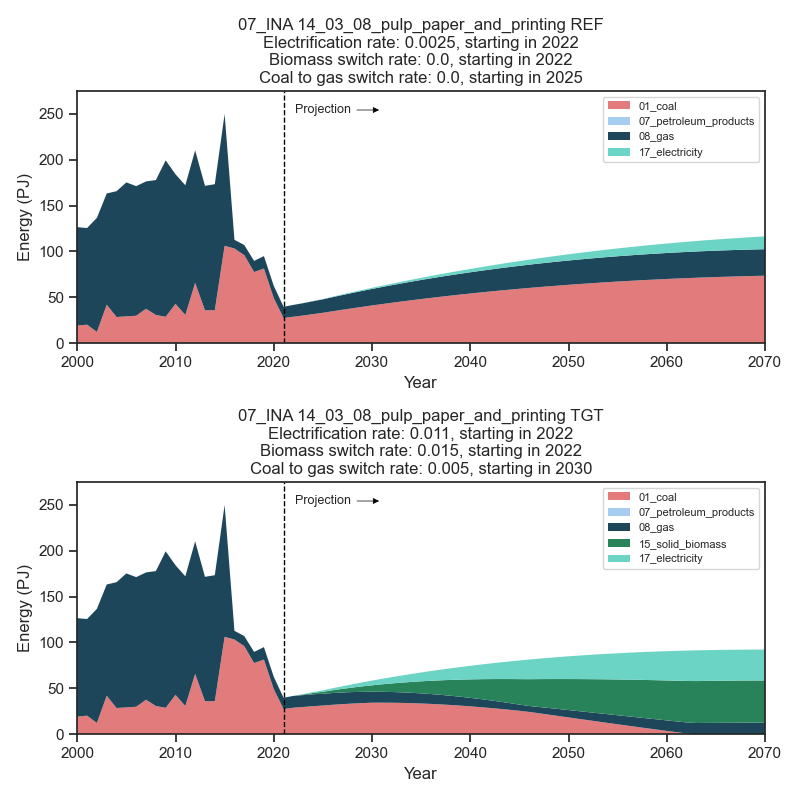 07_INA 14_03_08_pulp_paper_and_printing REF
Electrification rate: 0.0025, starting in 2022
Biomass switch rate: 0.0, starting in 2022
Coal to gas switch rate: 0.0, starting in 2025
Projection
01_coal
07_petroleum_products
08_gas
17_electricity
Energy (PJ)
250
200
150
100
50
0
2000 2010 2020 2030 2040 2050 2060 2070
Year
07_INA 14_03_08_pulp_paper_and_printing TGT
Electrification rate: 0.011, starting in 2022
Biomass switch rate: 0.015, starting in 2022
Coal to gas switch rate: 0.005, starting in 2030
Projection
01_coal
07_petroleum_products
08_gas
15_solid_biomass
17_electricity
Energy (PJ)
250
200
150
100
50
0
2000 2010 2020 2030 2040 2050 2060 2070
Year